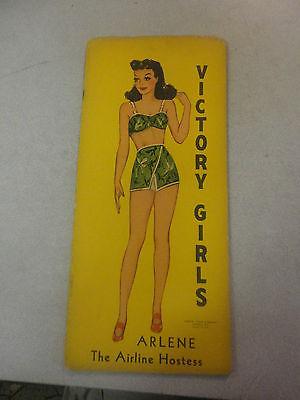 VICTORY GIRLS
ARLENE
The Airline Hostess